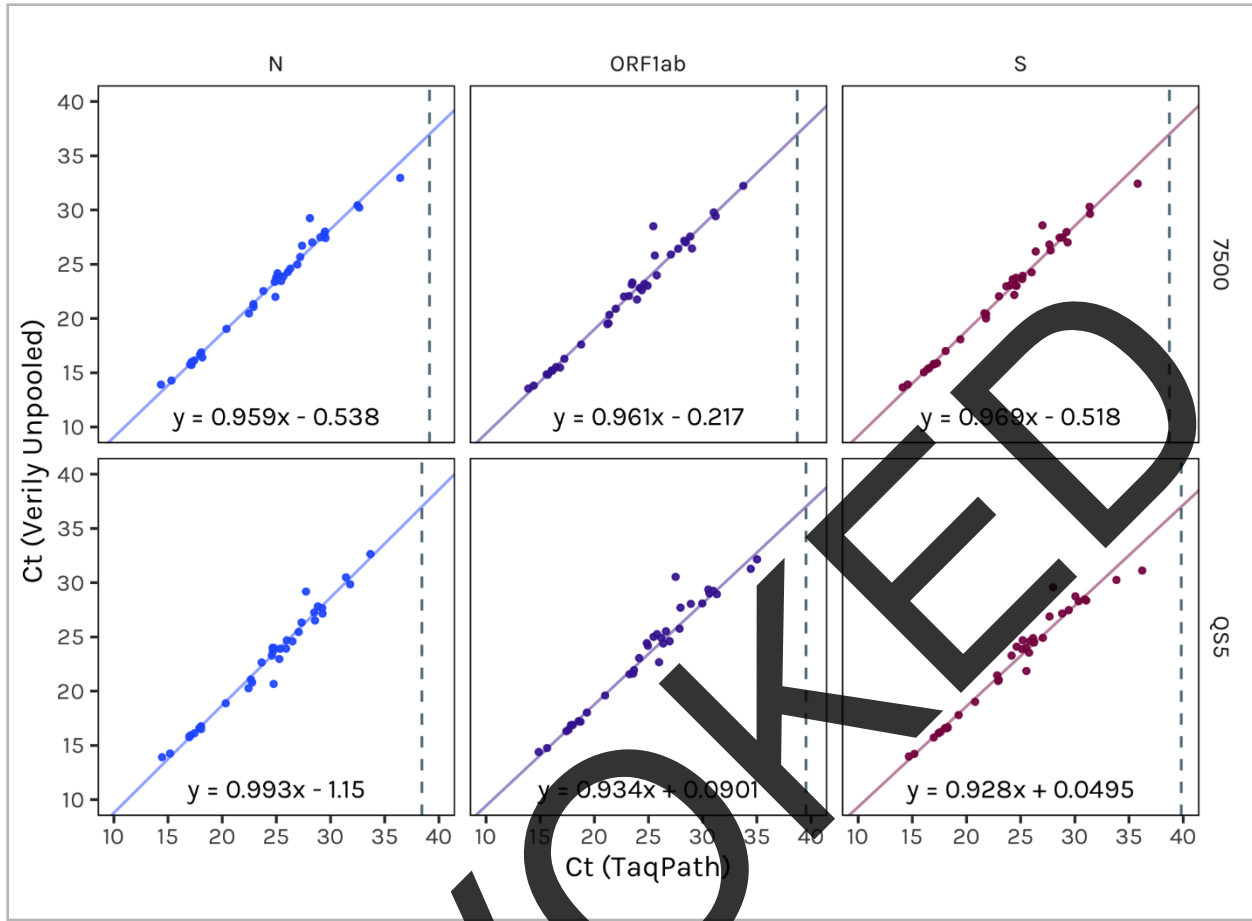 N ORF1ab S
40
35
30
25
20
15
10
y = 0.959x - 0.538 y = 0.961x - 0.217 y = 0.969x - 0.518
7500
Ct (Verily Unpooled)
40
35
30
25
20
15
10
y = 0.993x - 1.15 y = 0.934x + 0.0901 y = 0.928x + 0.0495
QS5
10 15 20 25 30 35 40 10 15 20 25 30 35 40 10 15 20 25 30 35 40
Ct (TaqPath)
OKED